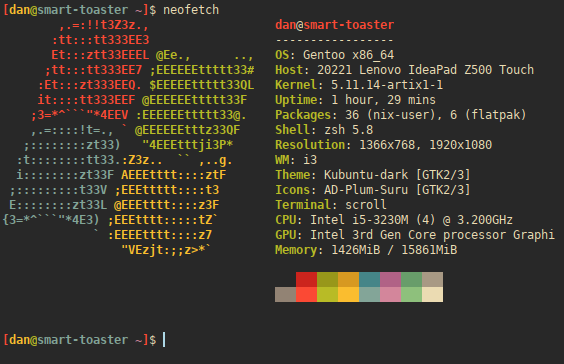 [dan@smart-toaster ~]$ neofetch
        ,.=:!!t3Z3z.,
       :tt:::tt333EE3
       Et:::ztt33EEEL @Ee.,      ..,
      ;tt:::tt333EE7 ;EEEEEEttttt33#
     :Et:::zt333EEQ. $EEEEEttttt33QL
     it::::tt333EEF @EEEEEEttttt33F
    ;3=*^```"*4EEV :EEEEEEttttt33@.
    ,.=::::!t=., ` @EEEEEEtttz33QF
   ;::::::::zt33)   "4EEEtttji3P*
  :t::::::::tt33.:Z3z..  `` ,..g.
  i::::::::zt33F AEEEtttt::::ztF
 ;:::::::::t33V ;EEEttttt::::t3
 E::::::::zt33L @EEEtttt::::z3F
{3=*^```"*4E3) ;EEEtttt:::::tZ`
             ` :EEEEtttt::::z7
                 "VEzjt:;;z>*`
dan@smart-toaster
-----------------
OS: Gentoo x86_64
Host: 20221 Lenovo IdeaPad Z500 Touch
Kernel: 5.11.14-artix1-1
Uptime: 1 hour, 29 mins
Packages: 36 (nix-user), 6 (flatpak)
Shell: zsh 5.8
Resolution: 1366x768, 1920x1080
WM: i3
Theme: Kubuntu-dark [GTK2/3]
Icons: AD-Plum-Suru [GTK2/3]
Terminal: scroll
CPU: Intel i5-3230M (4) @ 3.200GHz
GPU: Intel 3rd Gen Core processor Graphi
Memory: 1426MiB / 15861MiB
[dan@smart-toaster ~]$